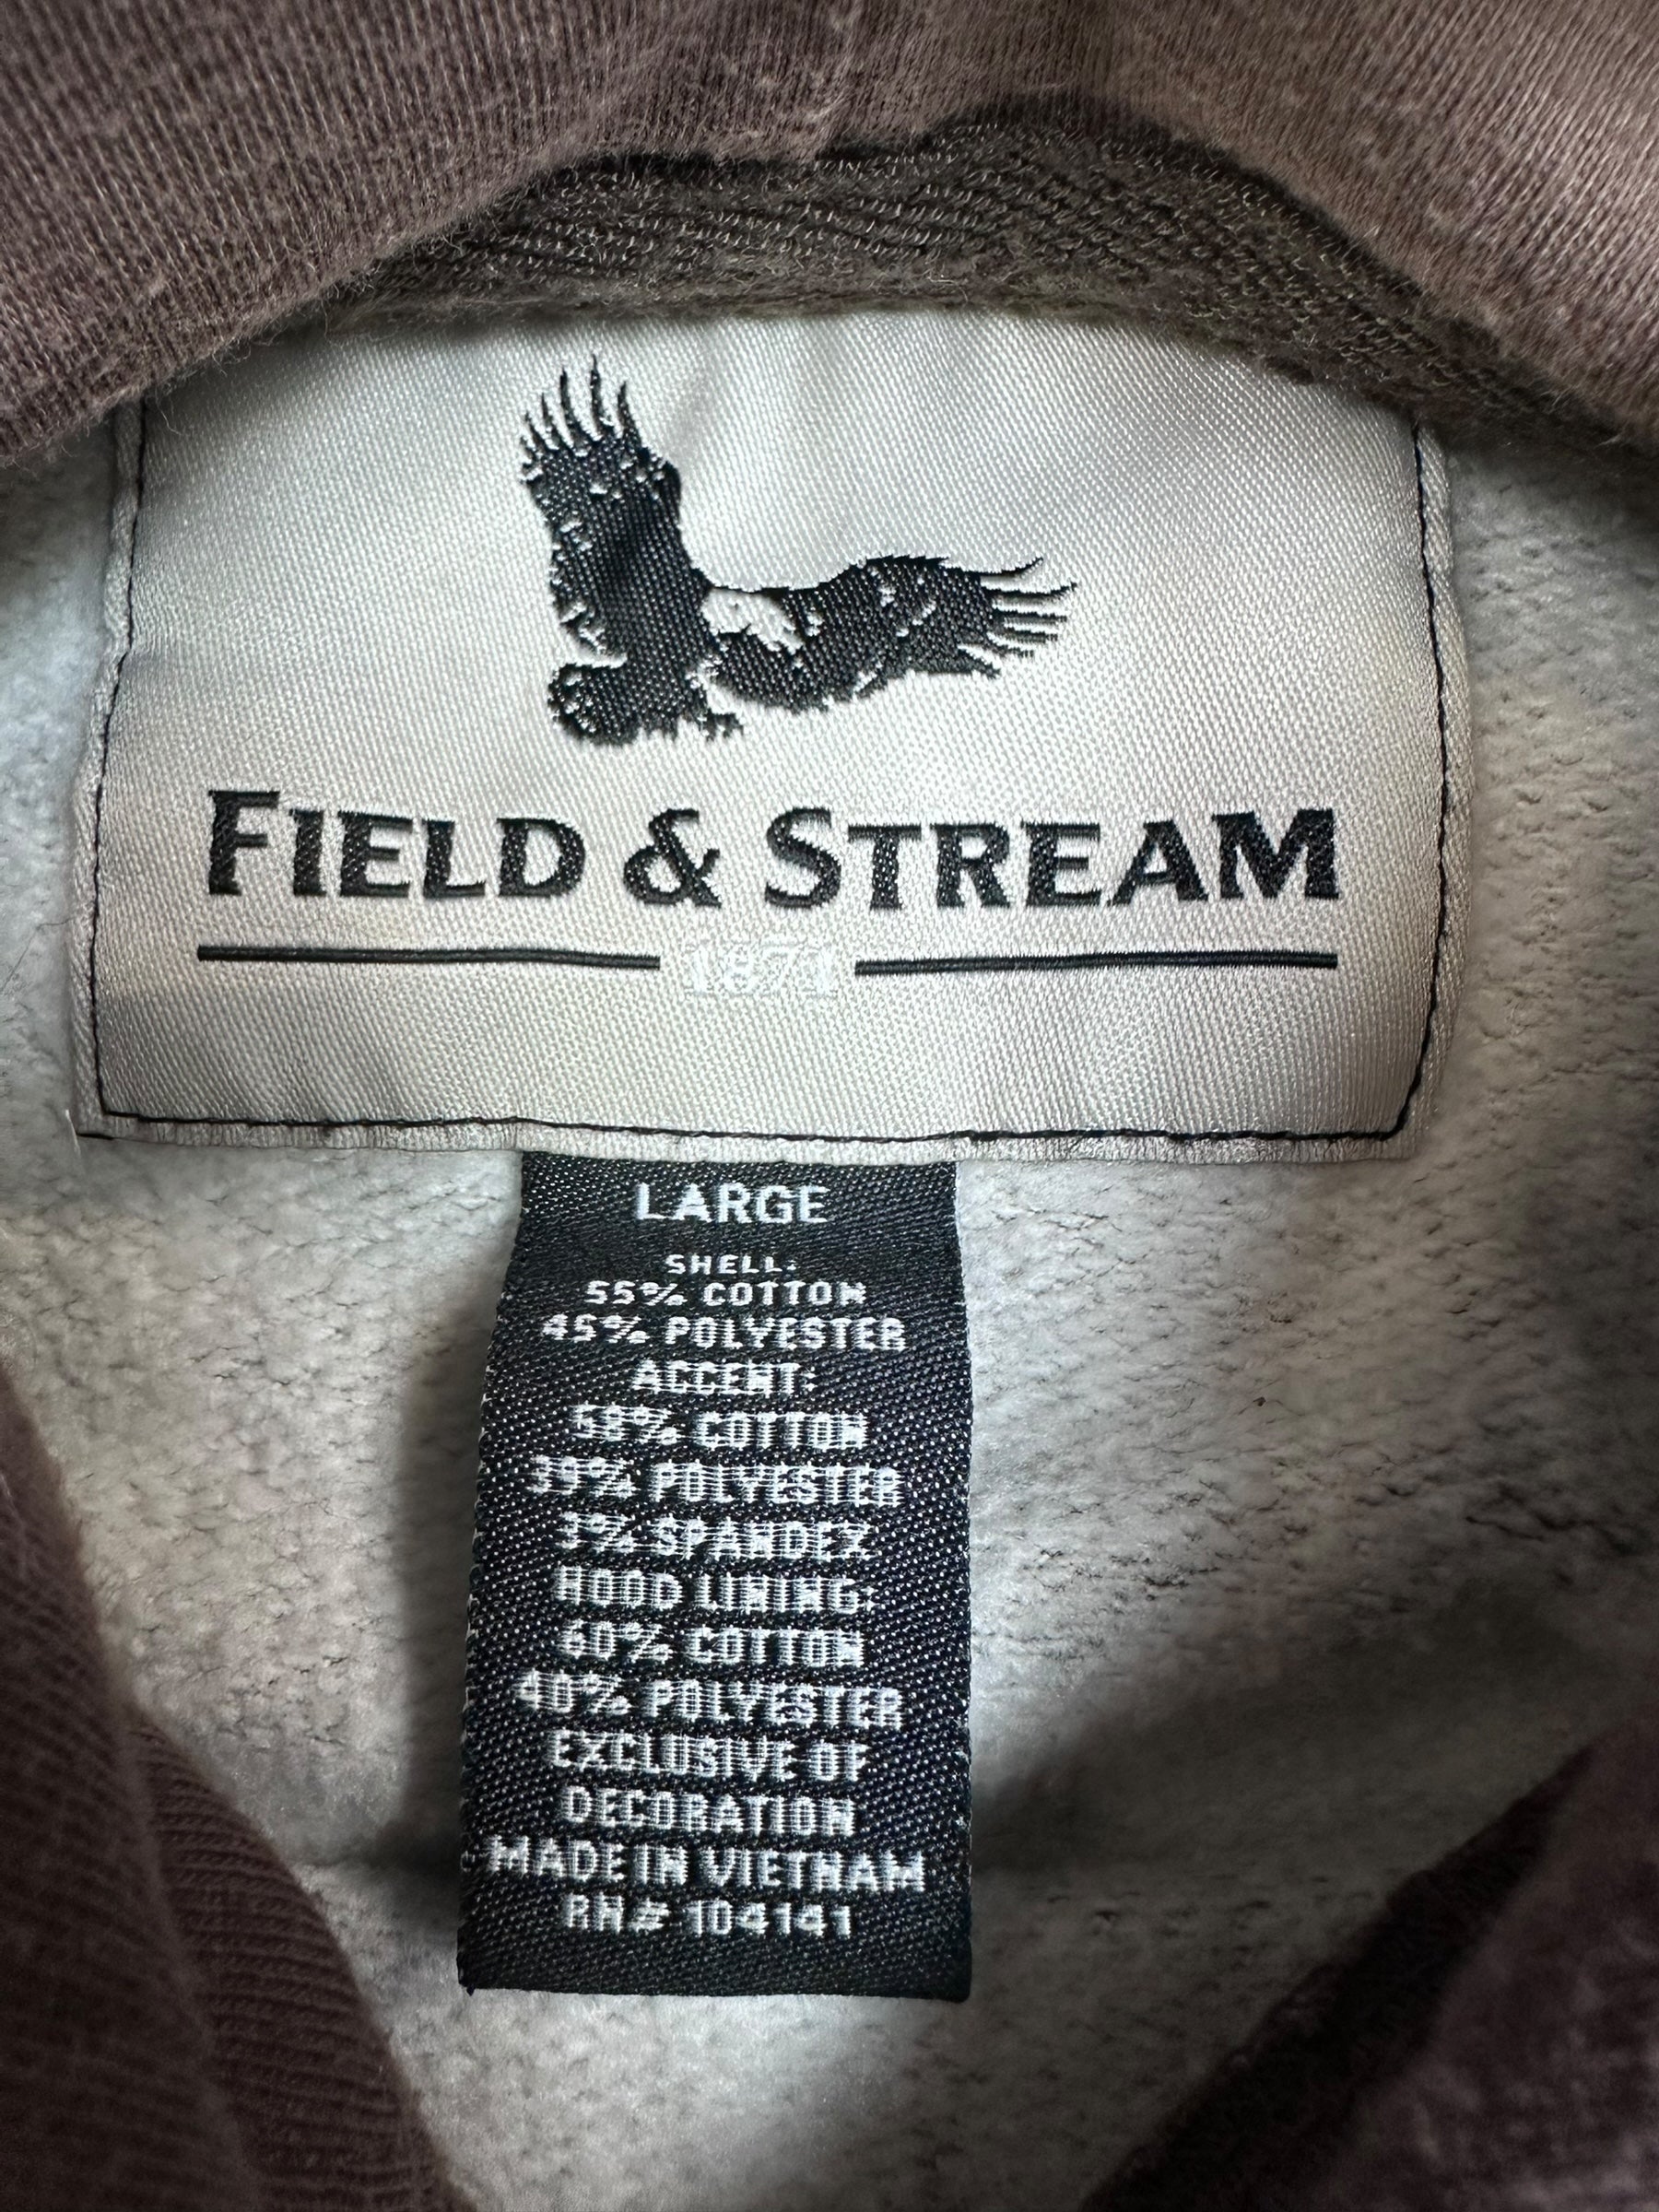 FIELD & STREAM
1871
LARGE
SHELL:
55% COTTON
45% POLYESTER
ACCENT:
58% COTTON
39% POLYESTER
3% SPANDEX
HOOD LINING:
60% COTTON
40% POLYESTER
EXCLUSIVE OF
DECORATION
MADE IN VIETNAM
RN# 104141